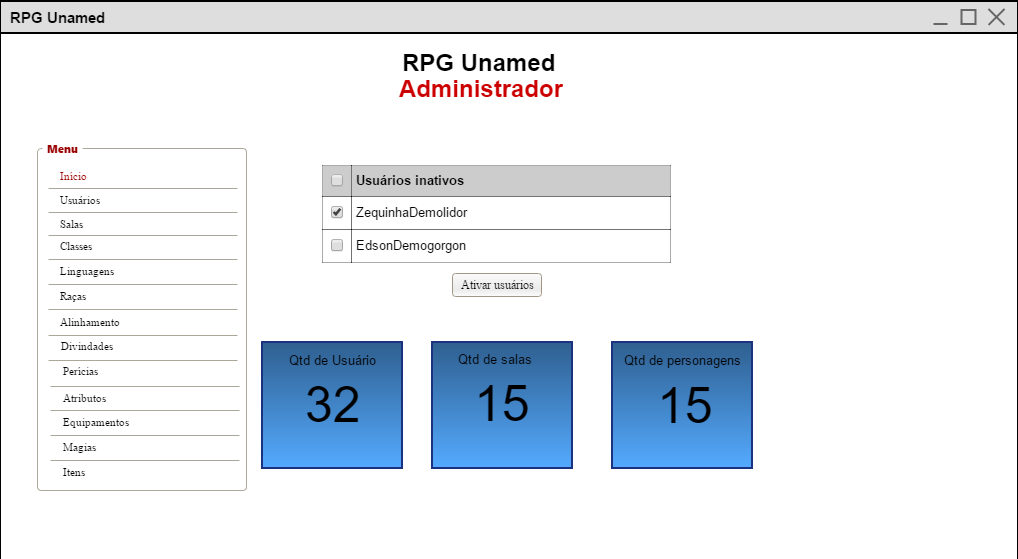 RPG Unamed
RPG Unamed
Administrador
Menu
Inicio
Usuários
Salas
Classes
Linguagens
Raças
Alinhamento
Divindades
Pericias
Atributos
Equipamentos
Magias
Itens
Usuários inativos
ZequinhaDemolidor
EdsonDemogorgon
Ativar usuários
Qtd de Usuário
32
Qtd de salas
15
Qtd de personagens
15